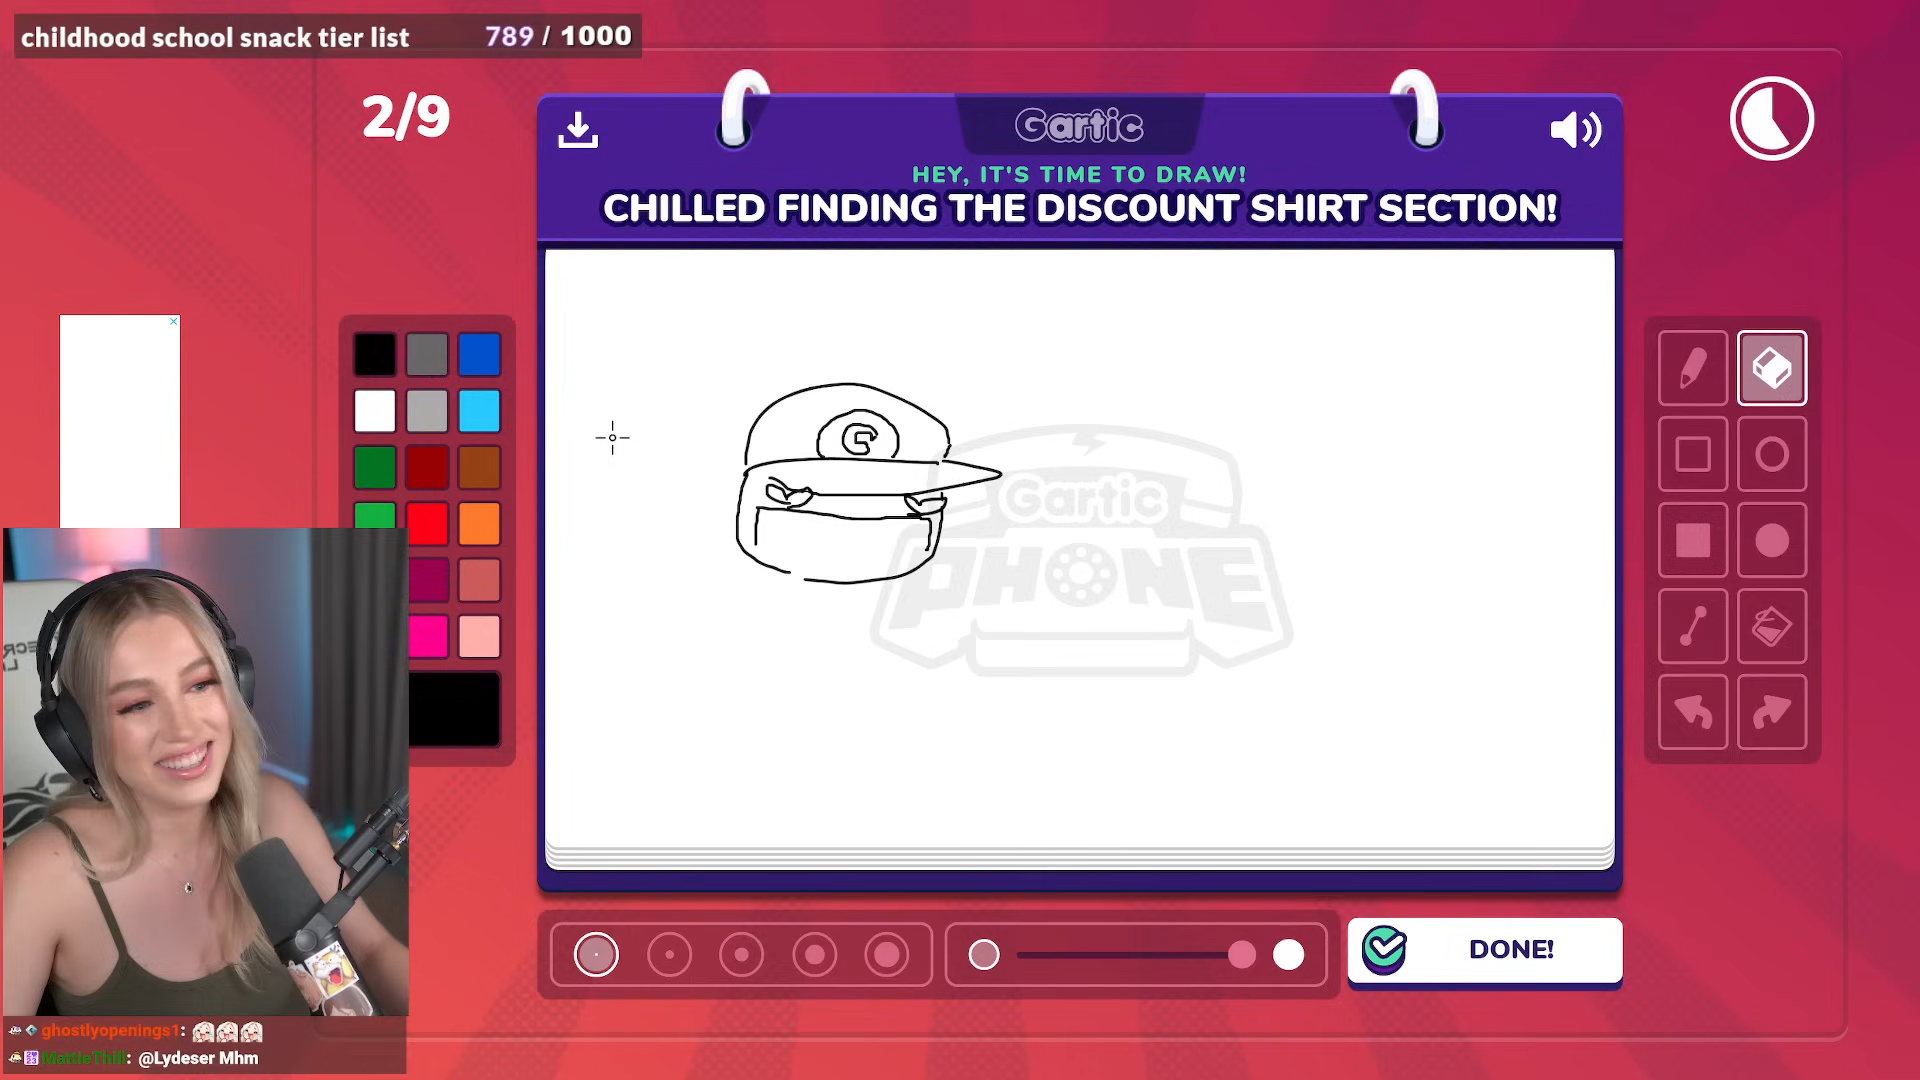 childhood school snack tier list 789 / 1000
2/9
Gartic
HEY, IT'S TIME TO DRAW!
CHILLED FINDING THE DISCOUNT SHIRT SECTION!
G
Gartic
PHONE
DONE!
ghostlyopenings1:
MattieThill: @Lydeser Mhm